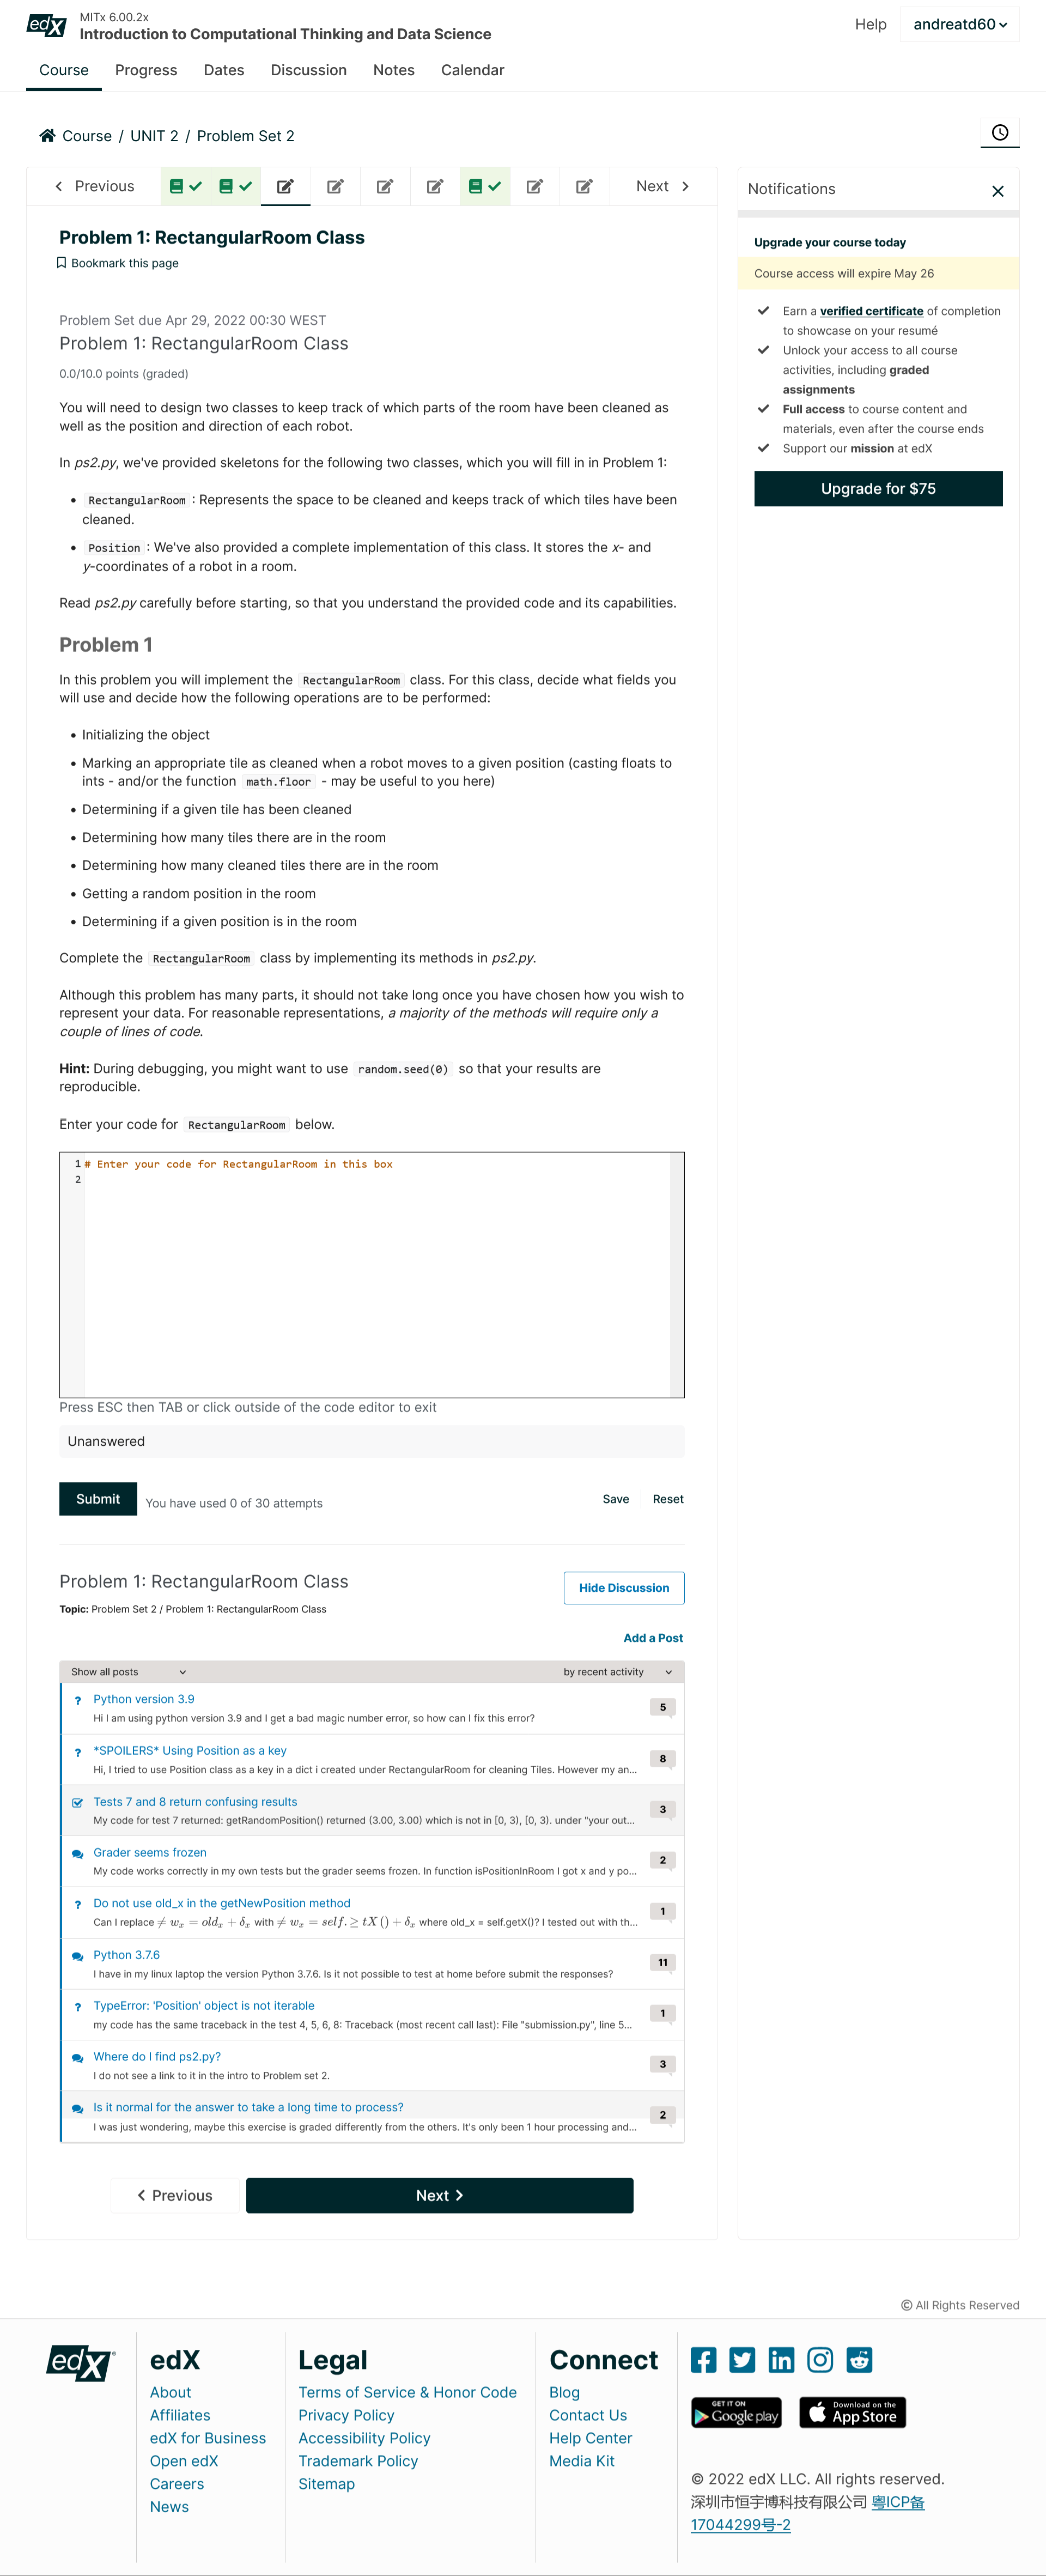 edX
MITx 6.00.2x
Introduction to Computational Thinking and Data Science
Help
andreatd60
Course Progress Dates Discussion Notes Calendar
Course / UNIT 2 / Problem Set 2
Previous
Next
Problem 1: RectangularRoom Class
Bookmark this page
Problem Set due Apr 29, 2022 00:30 WEST
Problem 1: RectangularRoom Class
0.0/10.0 points (graded)
You will need to design two classes to keep track of which parts of the room have been cleaned as
well as the position and direction of each robot.
In ps2.py, we've provided skeletons for the following two classes, which you will fill in in Problem 1:
• RectangularRoom : Represents the space to be cleaned and keeps track of which tiles have been
cleaned.
• Position : We've also provided a complete implementation of this class. It stores the x- and
y-coordinates of a robot in a room.
Read ps2.py carefully before starting, so that you understand the provided code and its capabilities.
Problem 1
In this problem you will implement the RectangularRoom class. For this class, decide what fields you
will use and decide how the following operations are to be performed:
• Initializing the object
• Marking an appropriate tile as cleaned when a robot moves to a given position (casting floats to
ints - and/or the function math.floor - may be useful to you here)
• Determining if a given tile has been cleaned
• Determining how many tiles there are in the room
• Determining how many cleaned tiles there are in the room
• Getting a random position in the room
• Determining if a given position is in the room
Complete the RectangularRoom class by implementing its methods in ps2.py.
Although this problem has many parts, it should not take long once you have chosen how you wish to
represent your data. For reasonable representations, a majority of the methods will require only a
couple of lines of code.
Hint: During debugging, you might want to use random.seed(0) so that your results are
reproducible.
Enter your code for RectangularRoom below.
1 # Enter your code for RectangularRoom in this box
2
Press ESC then TAB or click outside of the code editor to exit
Unanswered
Submit
You have used 0 of 30 attempts
Save
Reset
Problem 1: RectangularRoom Class
Hide Discussion
Topic: Problem Set 2 / Problem 1: RectangularRoom Class
Add a Post
Show all posts
by recent activity
Python version 3.9
5
Hi I am using python version 3.9 and I get a bad magic number error, so how can I fix this error?
*SPOILERS* Using Position as a key
8
Hi, I tried to use Position class as a key in a dict i created under RectangularRoom for cleaning Tiles. However my an...
Tests 7 and 8 return confusing results
3
My code for test 7 returned: getRandomPosition() returned (3.00, 3.00) which is not in [0, 3), [0, 3). under "your out...
Grader seems frozen
2
My code works correctly in my own tests but the grader seems frozen. In function isPositionInRoom I got x and y po...
Do not use old_x in the getNewPosition method
1
Can I replace ≠ wₓ = oldₓ + δₓ with ≠ wₓ = self. ≥ tX () + δₓ where old_x = self.getX()? I tested out with th...
Python 3.7.6
11
I have in my linux laptop the version Python 3.7.6. Is it not possible to test at home before submit the responses?
TypeError: 'Position' object is not iterable
1
my code has the same traceback in the test 4, 5, 6, 8: Traceback (most recent call last): File "submission.py", line 5...
Where do I find ps2.py?
3
I do not see a link to it in the intro to Problem set 2.
Is it normal for the answer to take a long time to process?
2
I was just wondering, maybe this exercise is graded differently from the others. It's only been 1 hour processing and...
Previous
Next
Notifications
Upgrade your course today
Course access will expire May 26
Earn a verified certificate of completion
to showcase on your resumé
Unlock your access to all course
activities, including graded
assignments
Full access to course content and
materials, even after the course ends
Support our mission at edX
Upgrade for $75
© All Rights Reserved
edX
edX
About
Affiliates
edX for Business
Open edX
Careers
News
Legal
Terms of Service & Honor Code
Privacy Policy
Accessibility Policy
Trademark Policy
Sitemap
Connect
Blog
Contact Us
Help Center
Media Kit
GET IT ON
Google play
Download on the
App Store
© 2022 edX LLC. All rights reserved.
深圳市恒宇博科技有限公司 粤ICP备
17044299号-2